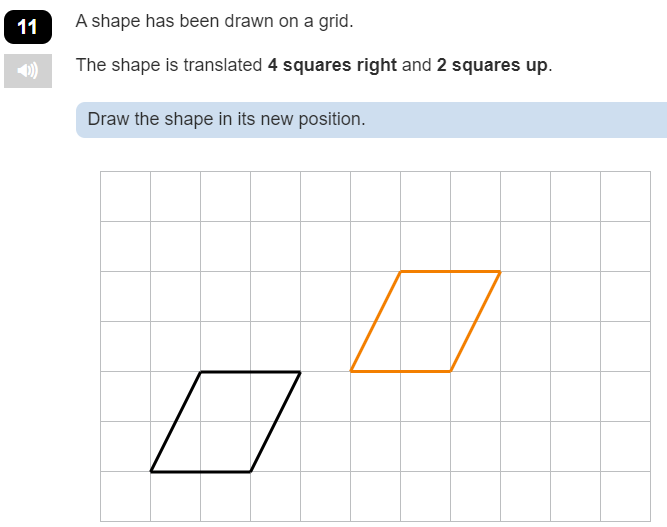 11
A shape has been drawn on a grid.
The shape is translated 4 squares right and 2 squares up.
Draw the shape in its new position.